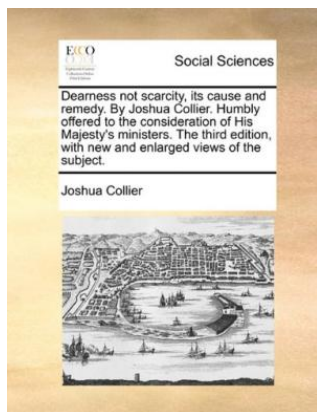 ECCO
Social Sciences
Dearness not scarcity, its cause and
remedy. By Joshua Collier. Humbly
offered to the consideration of His
Majesty's ministers. The third edition,
with new and enlarged views of the
subject.
Joshua Collier